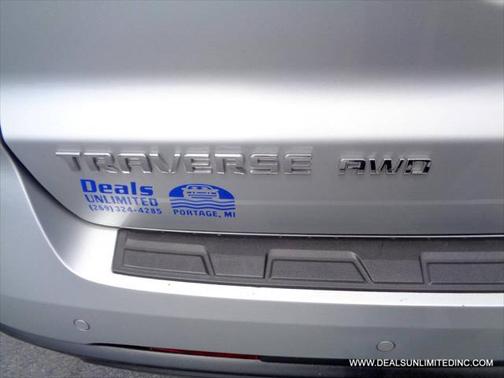 TRAVERSE AWD
Deals
UNLIMITED
(269)324-4285
PORTAGE, MI
WWW.DEALSUNLIMITEDINC.COM